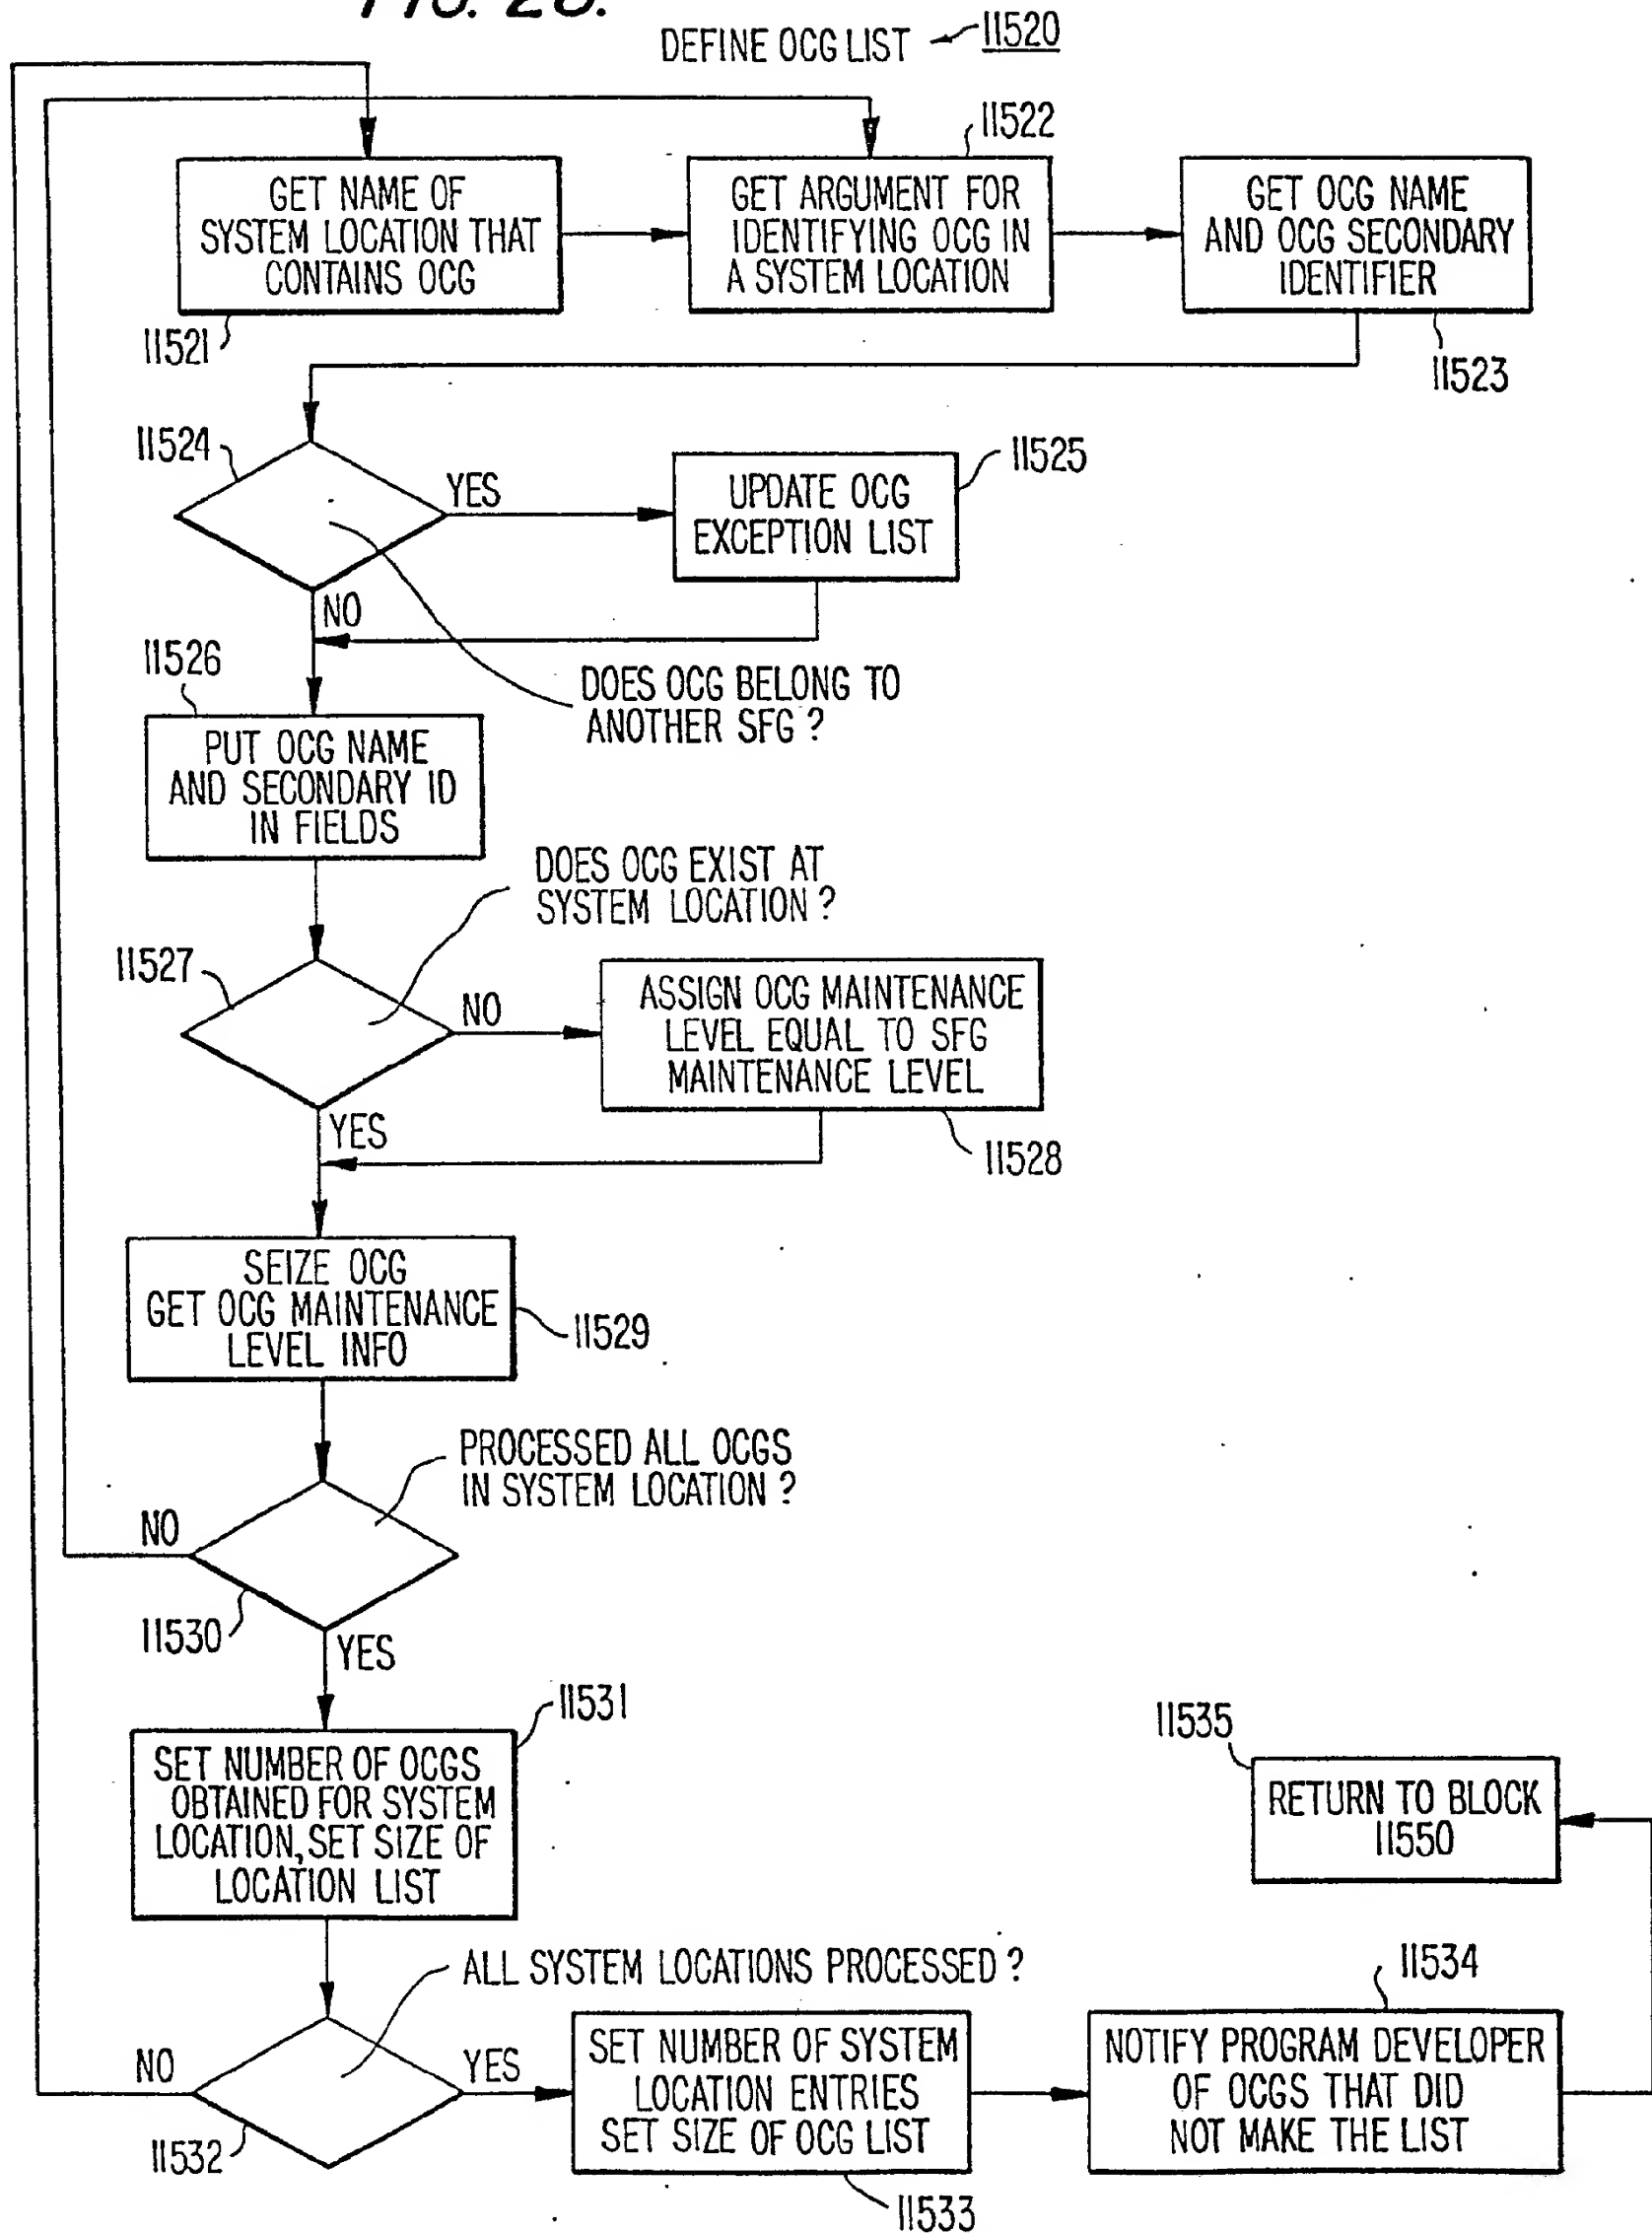 DEFINE OCG LIST 11520
11522
GET NAME OF
SYSTEM LOCATION THAT
CONTAINS OCG
GET ARGUMENT FOR
IDENTIFYING OCG IN
A SYSTEM LOCATION
GET OCG NAME
AND OCG SECONDARY
IDENTIFIER
11521
11523
11524
YES
11525
UPDATE OCG
EXCEPTION LIST
NO
11526
DOES OCG BELONG TO
ANOTHER SFG ?
PUT OCG NAME
AND SECONDARY ID
IN FIELDS
DOES OCG EXIST AT
SYSTEM LOCATION ?
11527
NO
ASSIGN OCG MAINTENANCE
LEVEL EQUAL TO SFG
MAINTENANCE LEVEL
YES
11528
SEIZE OCG
GET OCG MAINTENANCE
LEVEL INFO
11529
PROCESSED ALL OCGS
IN SYSTEM LOCATION ?
NO
11530
YES
11531
SET NUMBER OF OCGS
OBTAINED FOR SYSTEM
LOCATION, SET SIZE OF
LOCATION LIST
11535
RETURN TO BLOCK
11550
ALL SYSTEM LOCATIONS PROCESSED ?
11534
NO
YES
11532
SET NUMBER OF SYSTEM
LOCATION ENTRIES
SET SIZE OF OCG LIST
NOTIFY PROGRAM DEVELOPER
OF OCGS THAT DID
NOT MAKE THE LIST
11533